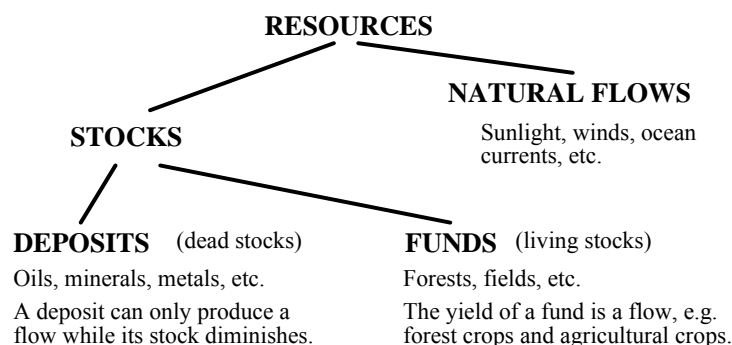 RESOURCES
NATURAL FLOWS
Sunlight, winds, ocean
currents, etc.
STOCKS
DEPOSITS (dead stocks)
Oils, minerals, metals, etc.
A deposit can only produce a
flow while its stock diminishes.
FUNDS (living stocks)
Forests, fields, etc.
The yield of a fund is a flow, e.g.
forest crops and agricultural crops.